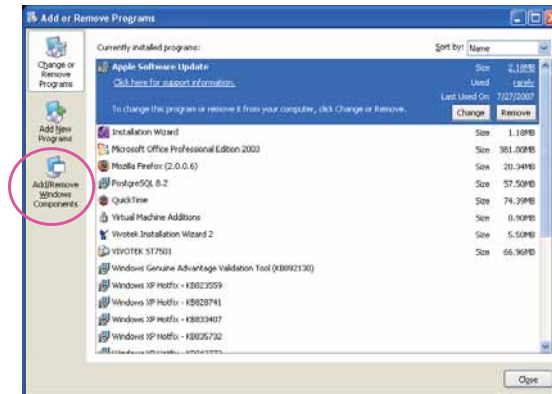 Add or Remove Programs
Change or
Remove
Programs
Add New
Programs
Add/Remove
Windows
Components
Currently installed programs:
Sort by: Name
Apple Software Update
Size 2.18MB
Click here for support information.
Used rarely
Last Used On 7/27/2007
To change this program or remove it from your computer, click Change or Remove.
Change
Remove
Installation Wizard Size 1.18MB
Microsoft Office Professional Edition 2003 Size 381.00MB
Mozilla Firefox (2.0.0.6) Size 20.34MB
PostgreSQL 8.2 Size 57.50MB
QuickTime Size 74.39MB
Virtual Machine Additions Size 0.90MB
Vivotek Installation Wizard 2 Size 5.50MB
VIVOTEK ST7501 Size 66.96MB
Windows Genuine Advantage Validation Tool (KB892130)
Windows XP Hotfix - KB823559
Windows XP Hotfix - KB828741
Windows XP Hotfix - KB833407
Windows XP Hotfix - KB835732
Close